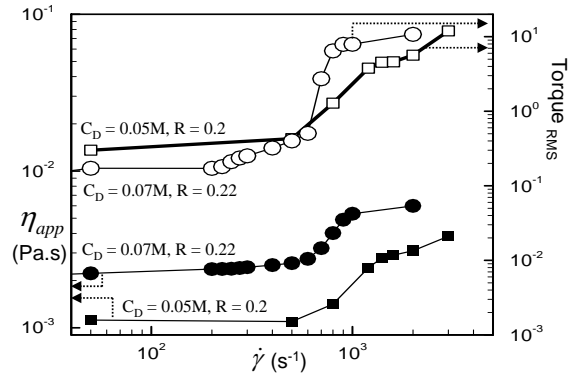 10⁻¹
10¹
C_D = 0.05M, R = 0.2
10⁰
Torque_RMS
10⁻²
C_D = 0.07M, R = 0.22
10⁻¹
η_app
(Pa.s)
C_D = 0.07M, R = 0.22
10⁻²
C_D = 0.05M, R = 0.2
10⁻³
10⁻³
10²
10³
γ̇ (s⁻¹)